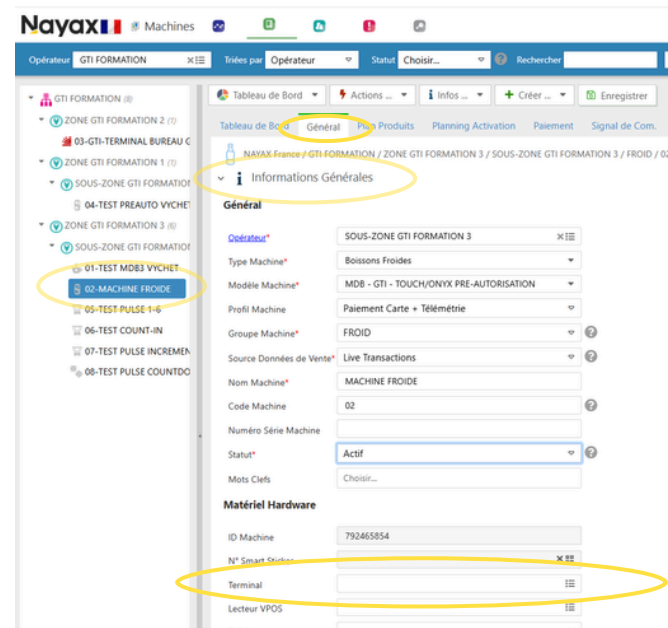 Nayax Machines
Opérateur GTI FORMATION Triées par Opérateur Statut Choisir... Rechercher
GTI FORMATION (8)
ZONE GTI FORMATION 2 (1)
03-GTI-TERMINAL BUREAU G
ZONE GTI FORMATION 1 (1)
SOUS-ZONE GTI FORMATION
04-TEST PREAUTO VYCHET
ZONE GTI FORMATION 3 (6)
SOUS-ZONE GTI FORMATION
01-TEST MDB3 VYCHET
02-MACHINE FROIDE
05-TEST PULSE 1-6
06-TEST COUNT-IN
07-TEST PULSE INCREMEN
08-TEST PULSE COUNTDO
Tableau de Bord Actions ... Infos ... Créer ... Enregistrer
Tableau de Bord Général Plan Produits Planning Activation Paiement Signal de Com.
NAYAX France / GTI FORMATION / ZONE GTI FORMATION 3 / SOUS-ZONE GTI FORMATION 3 / FROID / 02
Informations Générales
Général
Opérateur* SOUS-ZONE GTI FORMATION 3
Type Machine* Boissons Froides
Modèle Machine* MDB - GTI - TOUCH/ONYX PRE-AUTORISATION
Profil Machine Paiement Carte + Télémétrie
Groupe Machine* FROID
Source Données de Vente* Live Transactions
Nom Machine* MACHINE FROIDE
Code Machine 02
Numéro Série Machine
Statut* Actif
Mots Clefs Choisir...
Matériel Hardware
ID Machine 792465854
N° Smart Sticker
Terminal
Lecteur VPOS